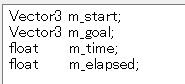 Vector3 m_start;
Vector3 m_goal;
float m_time;
float m_elapsed;